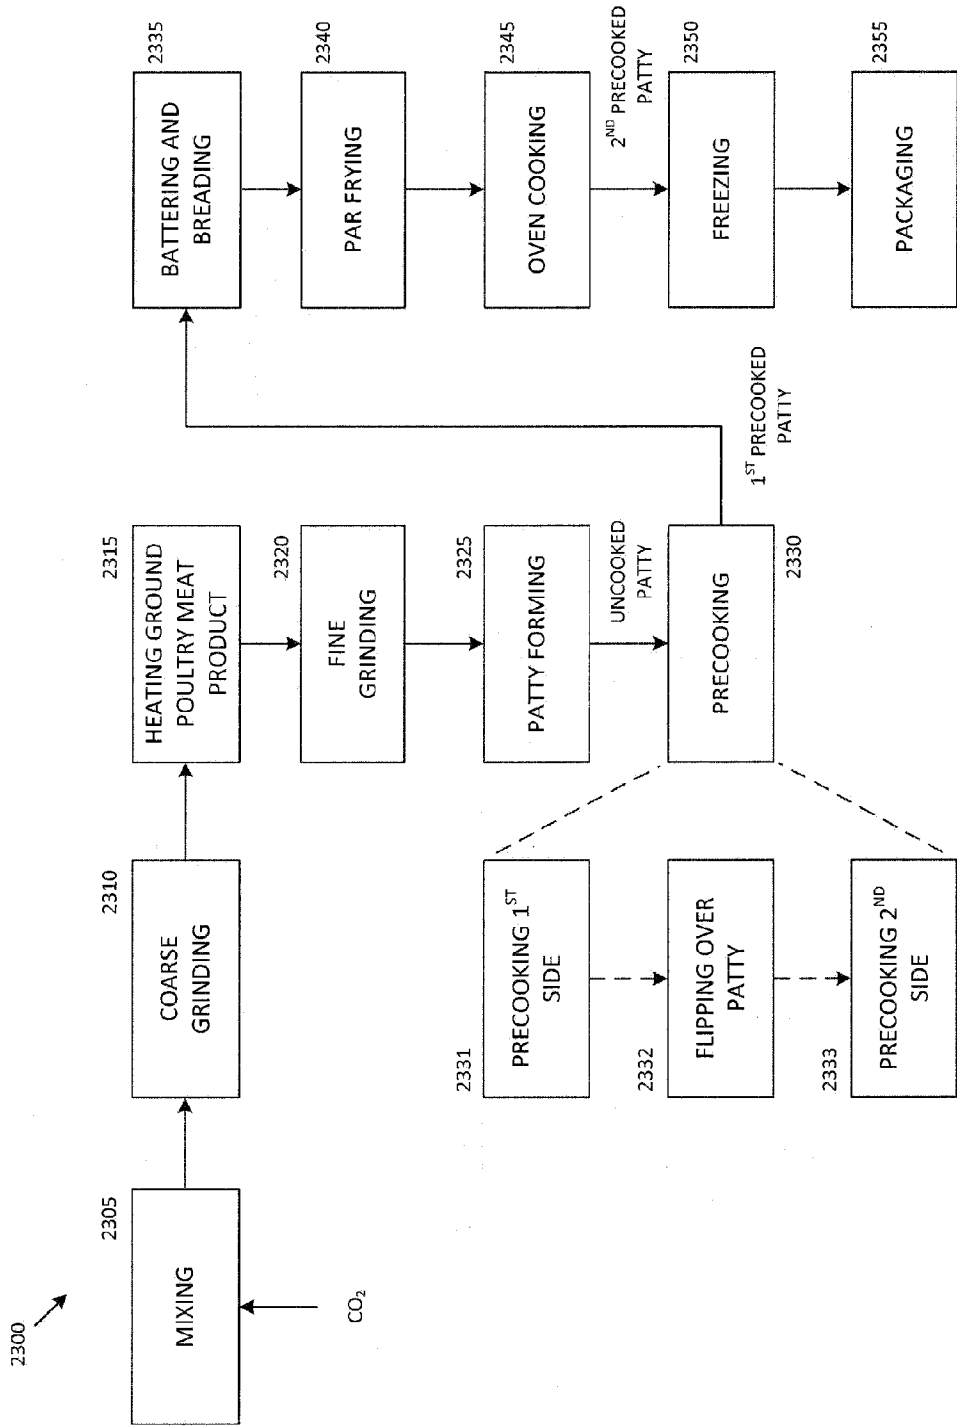 2300
MIXING
2305
CO₂
COARSE
GRINDING
2310
HEATING GROUND
POULTRY MEAT
PRODUCT
2315
FINE
GRINDING
2320
PATTY FORMING
2325
UNCOOKED
PATTY
PRECOOKING
2330
PRECOOKING 1ST
SIDE
2331
FLIPPING OVER
PATTY
2332
PRECOOKING 2ND
SIDE
2333
1ST PRECOOKED
PATTY
BATTERING AND
BREADING
2335
PAR FRYING
2340
OVEN COOKING
2345
2ND PRECOOKED
PATTY
FREEZING
2350
PACKAGING
2355